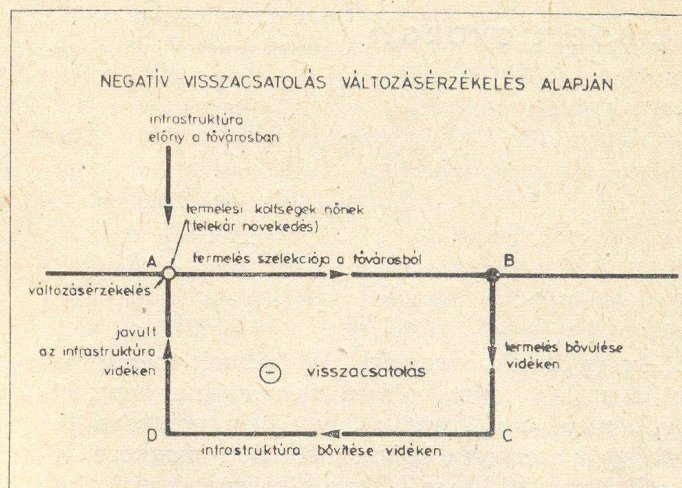 NEGATÍV VISSZACSATOLÁS VÁLTOZÁSÉRZÉKELÉS ALAPJÁN
infrastruktúra
előny a fővárosban
termelési költségek nőnek
(telekár növekedés)
A
termelés szelekciója a fővárosból
B
változásérzékelés
javult
az infrastruktúra
vidéken
termelés bővülése
vidéken
⊖ visszacsatolás
D
C
infrastruktúra bővítése vidéken